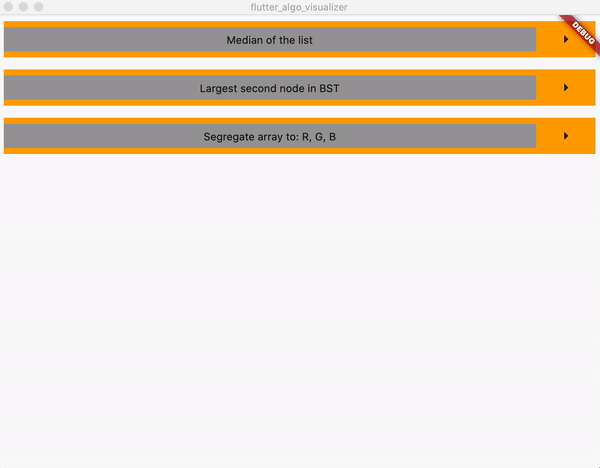 flutter_algo_visualizer
DEBUG
Median of the list
Largest second node in BST
Segregate array to: R, G, B